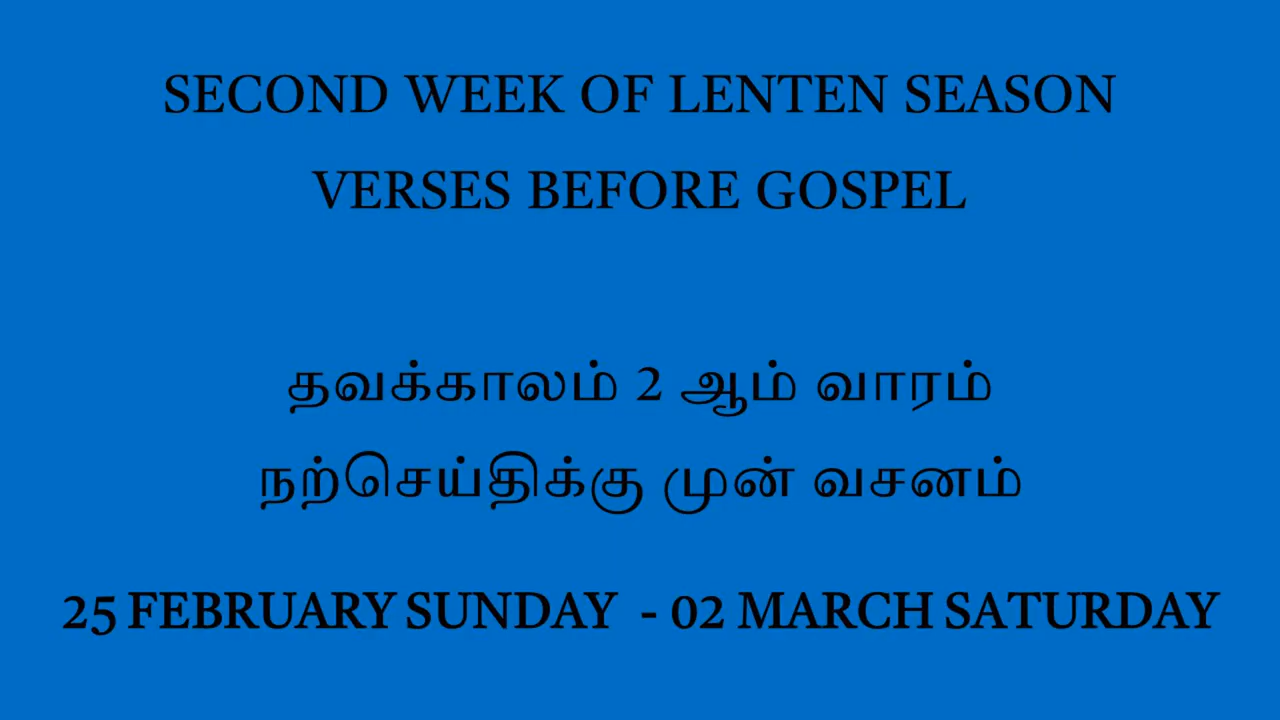 SECOND WEEK OF LENTEN SEASON
VERSES BEFORE GOSPEL
தவக்காலம் 2 ஆம் வாரம்
நற்செய்திக்கு முன் வசனம்
25 FEBRUARY SUNDAY - 02 MARCH SATURDAY